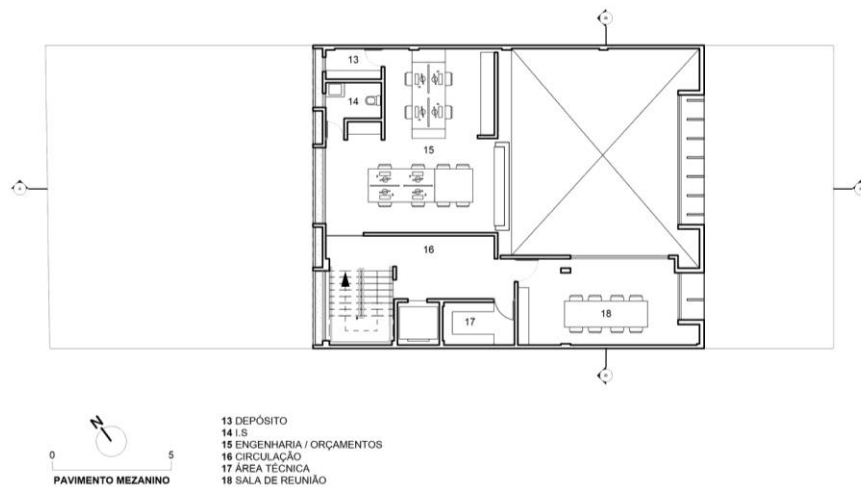 13
14
15
16
17
18
N
0 5
PAVIMENTO MEZANINO
13 DEPÓSITO
14 I.S
15 ENGENHARIA / ORÇAMENTOS
16 CIRCULAÇÃO
17 ÁREA TÉCNICA
18 SALA DE REUNIÃO